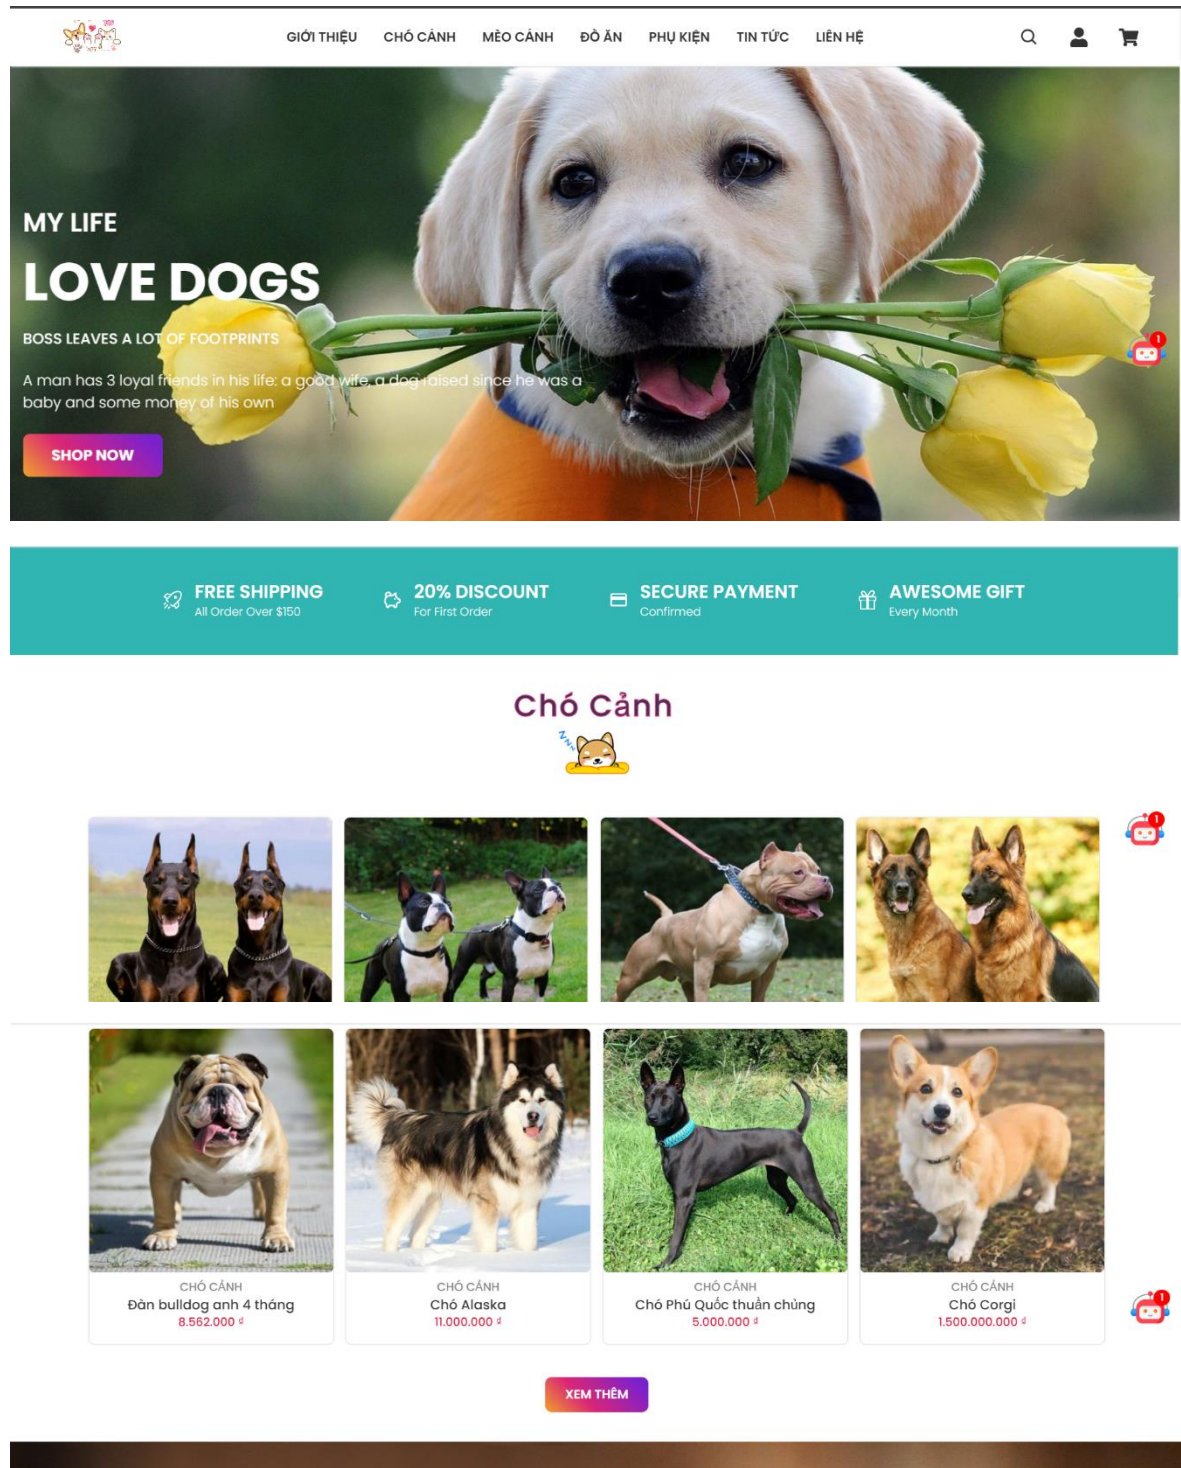 GIỚI THIỆU CHÓ CẢNH MÈO CẢNH ĐỒ ĂN PHỤ KIỆN TIN TỨC LIÊN HỆ
MY LIFE
LOVE DOGS
BOSS LEAVES A LOT OF FOOTPRINTS
1
A man has 3 loyal friends in his life: a good wife, a dog raised since he was a
baby and some money of his own
SHOP NOW
FREE SHIPPING 20% DISCOUNT SECURE PAYMENT AWESOME GIFT
All Order Over $150 For First Order Confirmed Every Month
Chó Cảnh
zzzz
1
CHÓ CẢNH CHÓ CẢNH CHÓ CẢNH CHÓ CẢNH
Đàn bulldog anh 4 tháng Chó Alaska Chó Phú Quốc thuần chủng Chó Corgi
8.562.000 ₫ 11.000.000 ₫ 5.000.000 ₫ 1.500.000.000 ₫
1
XEM THÊM